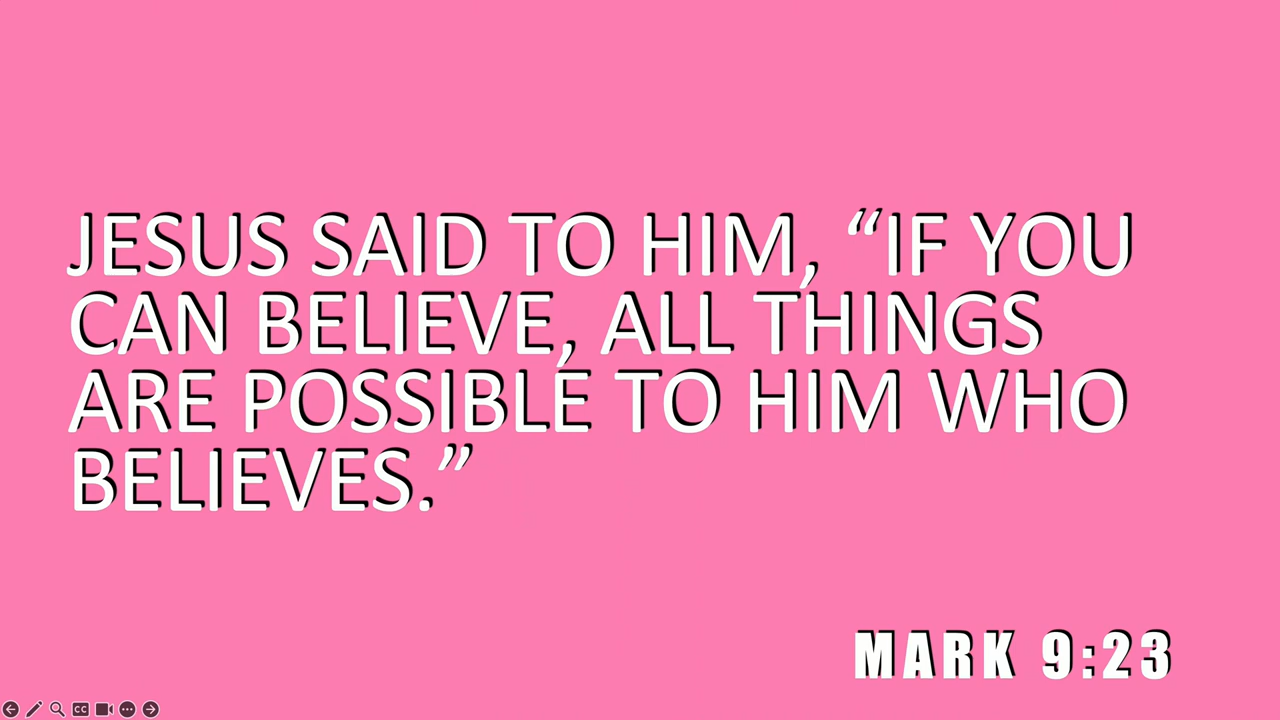 JESUS SAID TO HIM, “IF YOU
CAN BELIEVE, ALL THINGS
ARE POSSIBLE TO HIM WHO
BELIEVES.”
MARK 9:23
CC